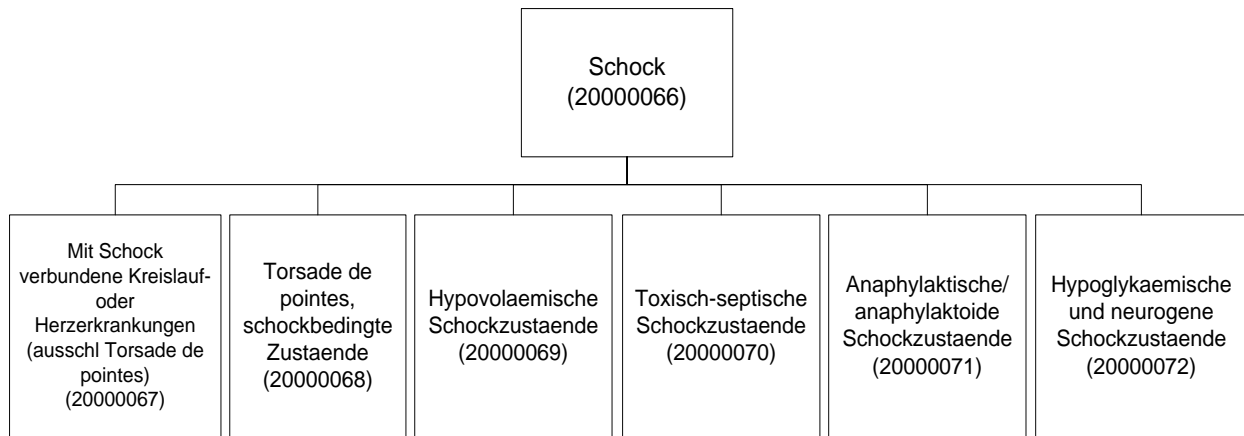 Schock
(20000066)
Mit Schock
verbundene Kreislauf-
oder
Herzerkrankungen
(ausschl Torsade de
pointes)
(20000067)
Torsade de
pointes,
schockbedingte
Zustaende
(20000068)
Hypovolaemische
Schockzustaende
(20000069)
Toxisch-septische
Schockzustaende
(20000070)
Anaphylaktische/
anaphylaktoide
Schockzustaende
(20000071)
Hypoglykaemische
und neurogene
Schockzustaende
(20000072)